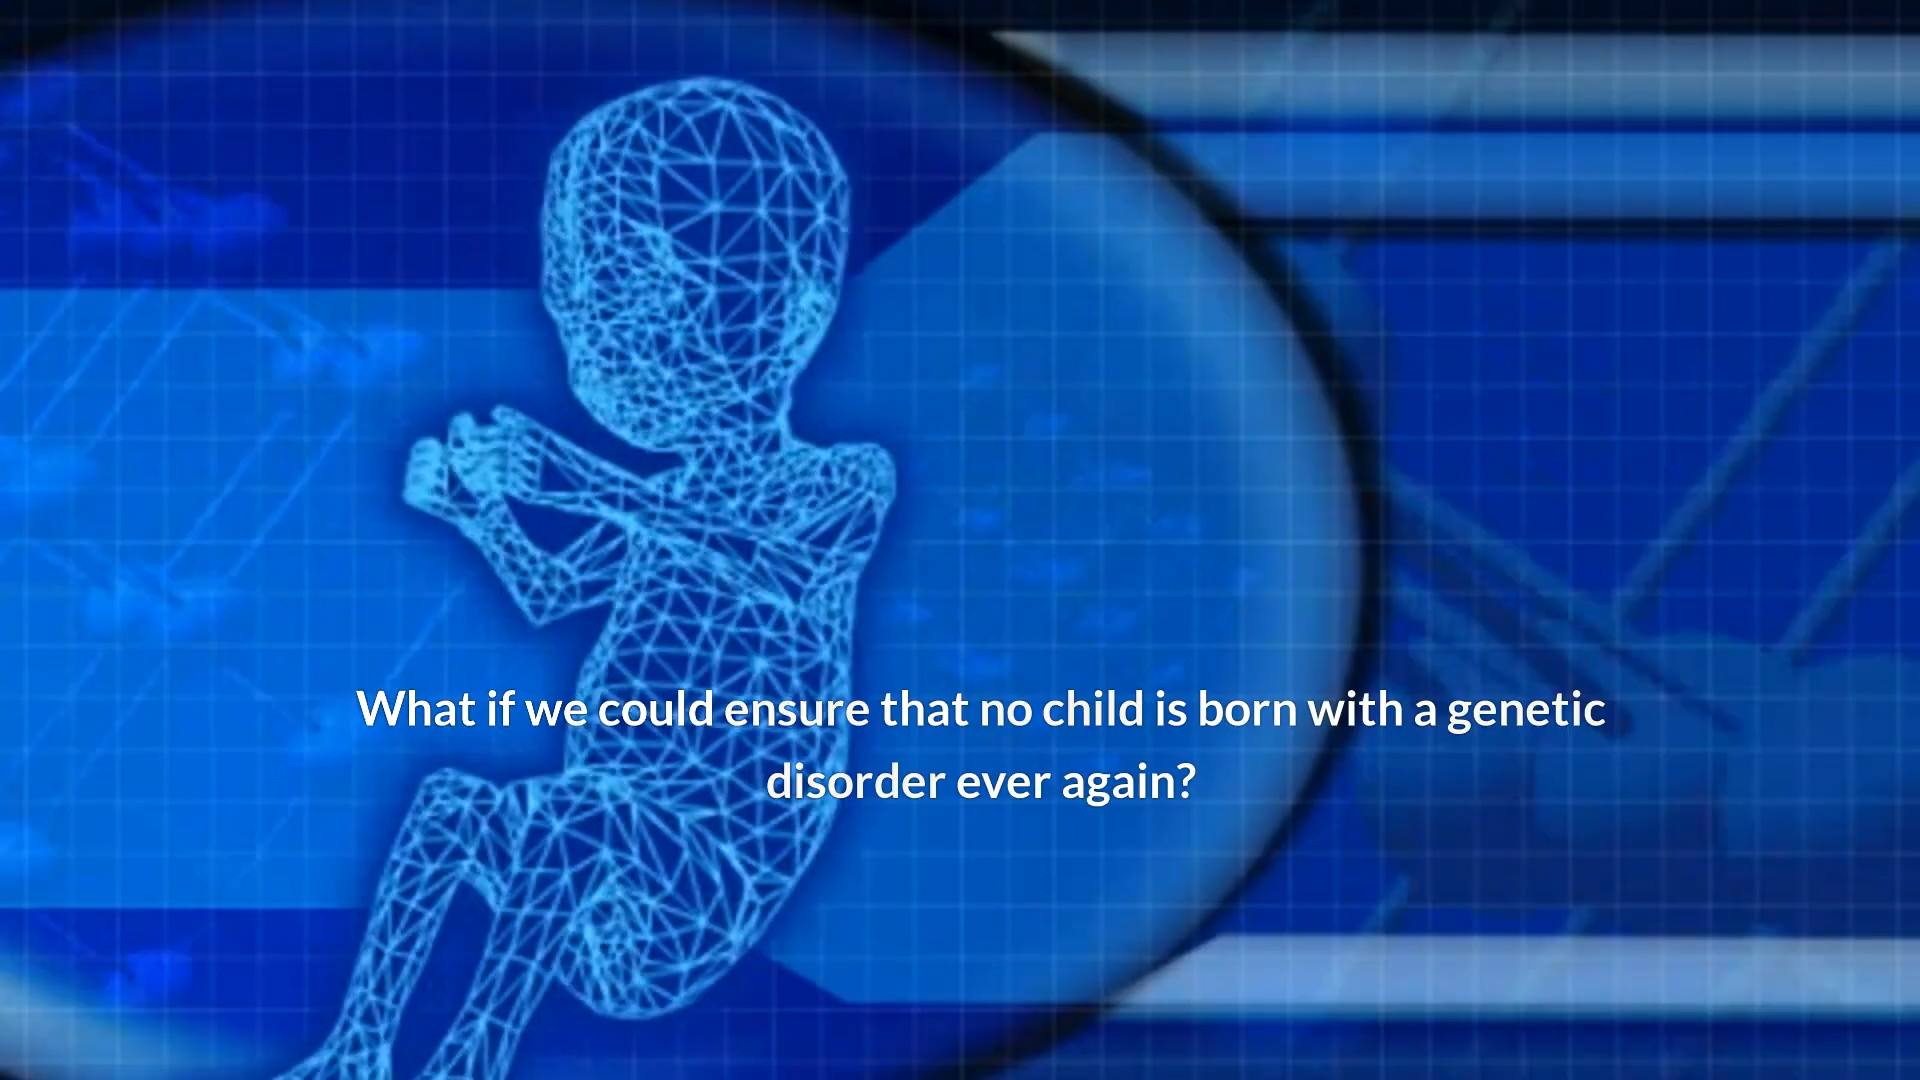 What if we could ensure that no child is born with a genetic
disorder ever again?